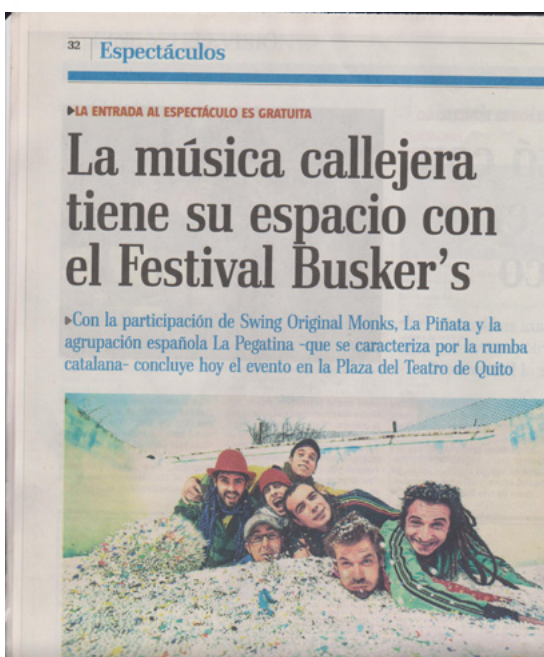 32 Espectáculos
▶LA ENTRADA AL ESPECTÁCULO ES GRATUITA
La música callejera
tiene su espacio con
el Festival Busker’s
▶Con la participación de Swing Original Monks, La Piñata y la
agrupación española La Pegatina -que se caracteriza por la rumba
catalana- concluye hoy el evento en la Plaza del Teatro de Quito